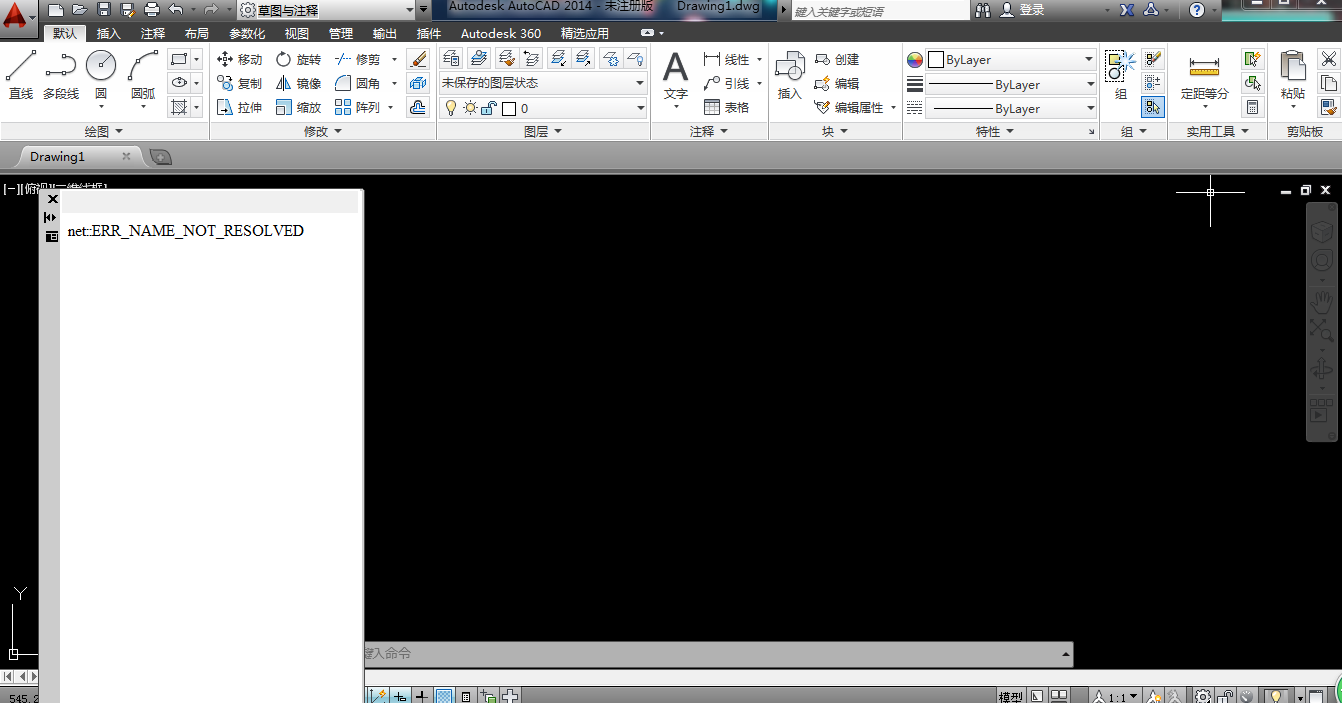 草图与注释
Autodesk AutoCAD 2014 - 未注册版 Drawing1.dwg
键入关键字或短语
登录
默认 插入 注释 布局 参数化 视图 管理 输出 插件 Autodesk 360 精选应用
直线 多段线 圆 圆弧
移动 旋转 修剪
复制 镜像 圆角
拉伸 缩放 阵列
未保存的图层状态
0
文字
线性
引线
表格
插入
创建
编辑
编辑属性
ByLayer
ByLayer
ByLayer
组
定距等分
粘贴
绘图 修改 图层 注释 块 特性 组 实用工具 剪贴板
Drawing1
[−][俯视]
net::ERR_NAME_NOT_RESOLVED
Y
键入命令
545.2
模型
1:1